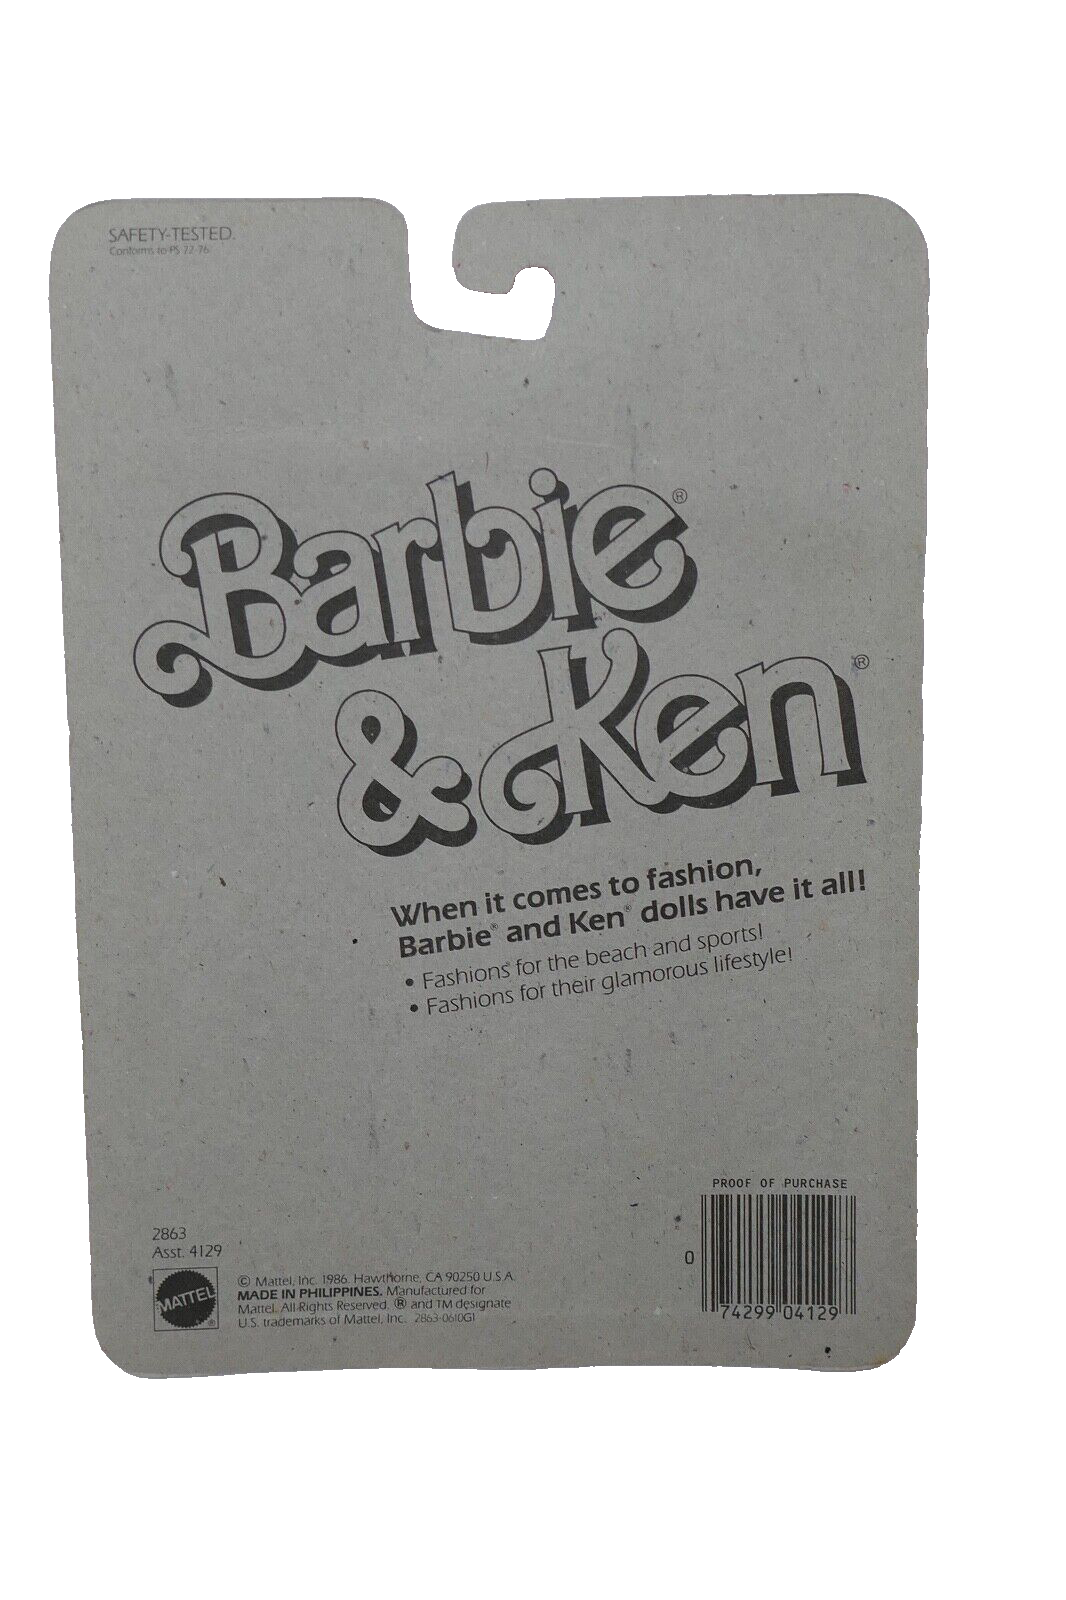 SAFETY-TESTED.
Conforms to PS 72-76
Barbie®
& Ken®
When it comes to fashion,
Barbie® and Ken® dolls have it all!
• Fashions for the beach and sports!
• Fashions for their glamorous lifestyle!
PROOF OF PURCHASE
0 74299 04129
2863
Asst. 4129
MATTEL®
© Mattel, Inc. 1986. Hawthorne, CA 90250 U.S.A.
MADE IN PHILIPPINES. Manufactured for
Mattel. All Rights Reserved. ® and TM designate
U.S. trademarks of Mattel, Inc. 2863-0610G1